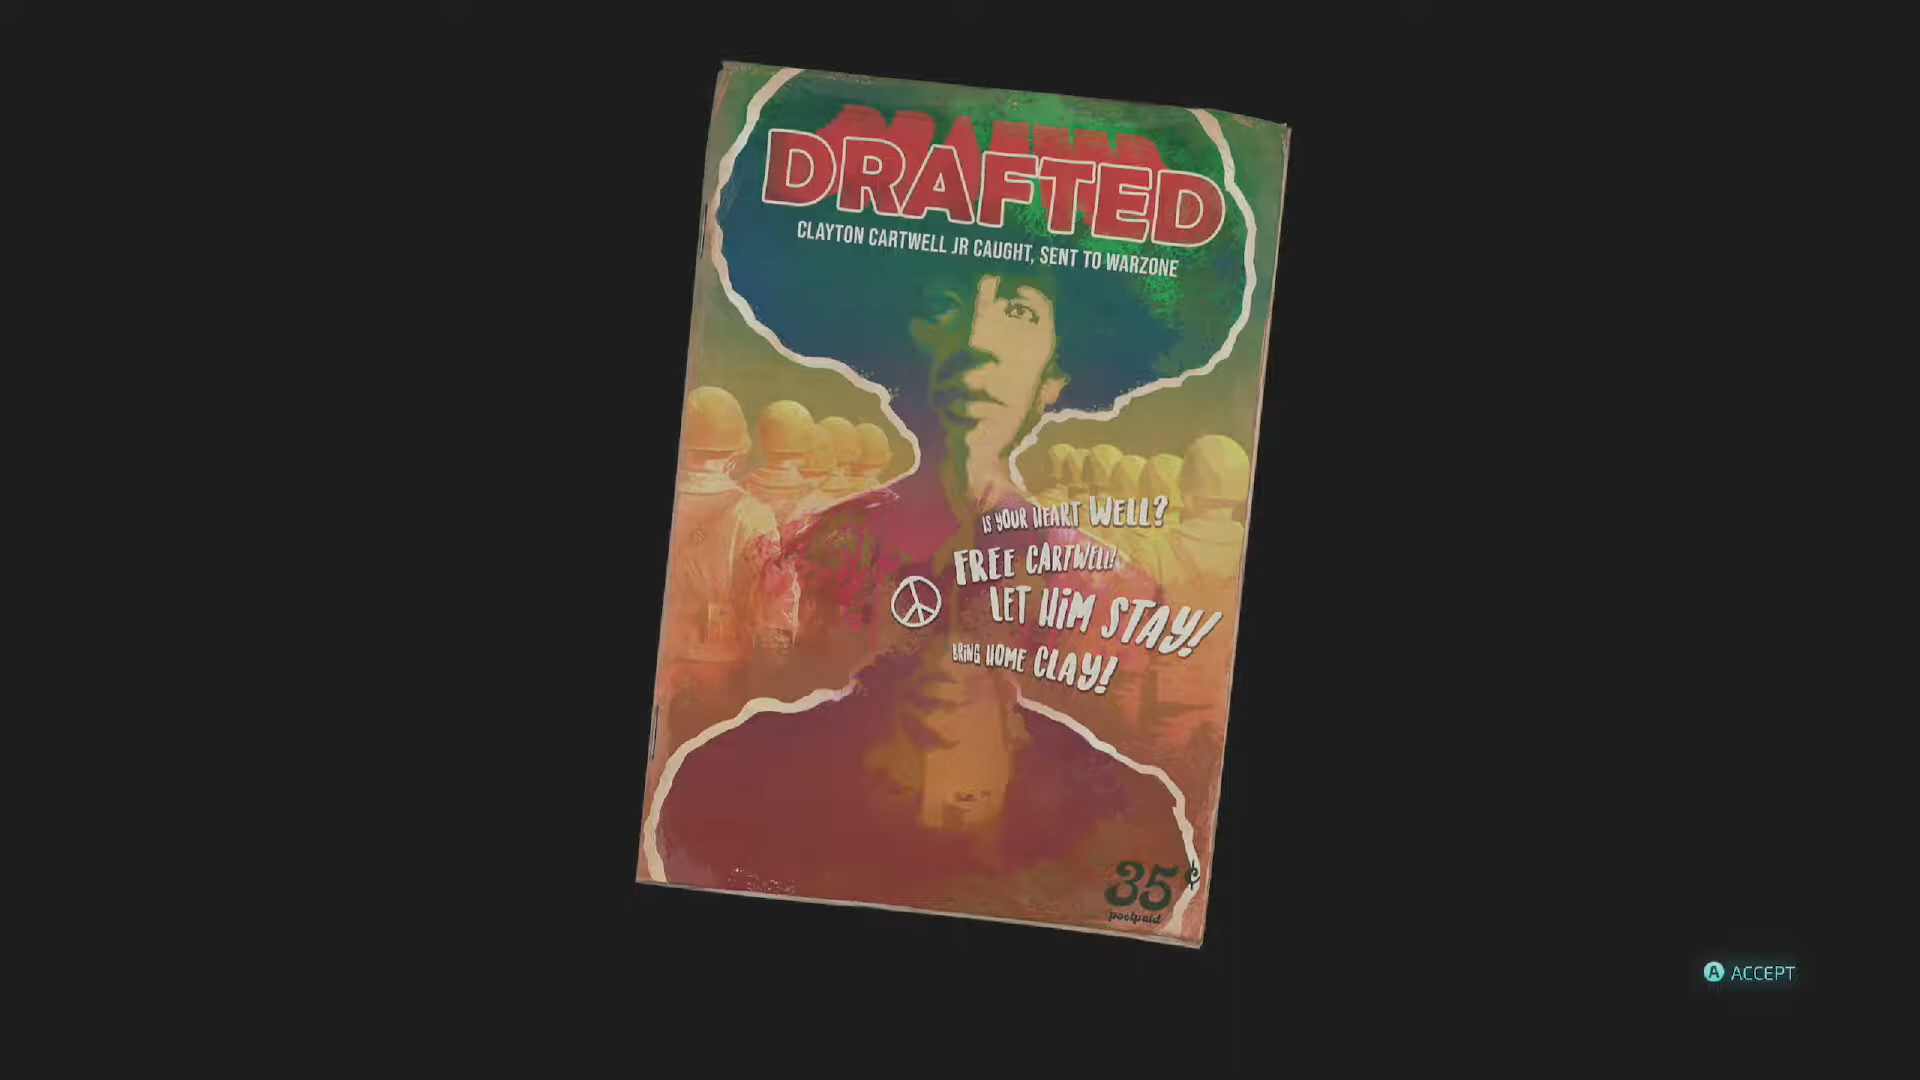 DRAFTED
CLAYTON CARTWELL JR CAUGHT, SENT TO WARZONE
IS YOUR HEART WELL?
FREE CARTWELL!
LET HIM STAY!
BRING HOME CLAY!
35¢
postpaid
A ACCEPT